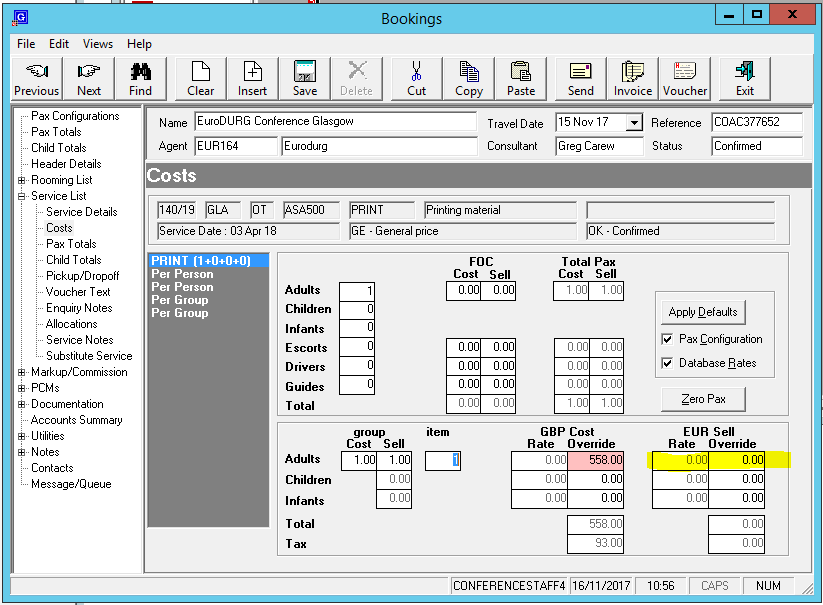 Bookings
File Edit Views Help
Previous Next Find Clear Insert Save Delete Cut Copy Paste Send Invoice Voucher Exit
Pax Configurations
Pax Totals
Child Totals
Header Details
Rooming List
Service List
Service Details
Costs
Pax Totals
Child Totals
Pickup/Dropoff
Voucher Text
Enquiry Notes
Allocations
Service Notes
Substitute Service
Markup/Commission
PCMs
Documentation
Accounts Summary
Utilities
Notes
Contacts
Message/Queue
Name EuroDURG Conference Glasgow Travel Date 15 Nov 17 Reference COAC377652
Agent EUR164 Eurodurg Consultant Greg Carew Status Confirmed
Costs
140/19 GLA OT ASA500 PRINT Printing material
Service Date : 03 Apr 18 GE - General price OK - Confirmed
PRINT (1+0+0+0)
Per Person
Per Person
Per Group
Per Group
FOC Total Pax
Cost Sell Cost Sell
Adults 1 0.00 0.00 1.00 1.00
Children 0
Infants 0
Escorts 0 0.00 0.00 0.00 0.00
Drivers 0 0.00 0.00 0.00 0.00
Guides 0 0.00 0.00 0.00 0.00
Total 0.00 0.00 1.00 1.00
Apply Defaults
Pax Configuration
Database Rates
Zero Pax
group item GBP Cost EUR Sell
Cost Sell Rate Override Rate Override
Adults 1.00 1.00 1 0.00 558.00 0.00 0.00
Children 0.00 0.00 0.00 0.00 0.00
Infants 0.00 0.00 0.00 0.00 0.00
Total 558.00 0.00
Tax 93.00 0.00
CONFERENCESTAFF4 16/11/2017 10:56 CAPS NUM